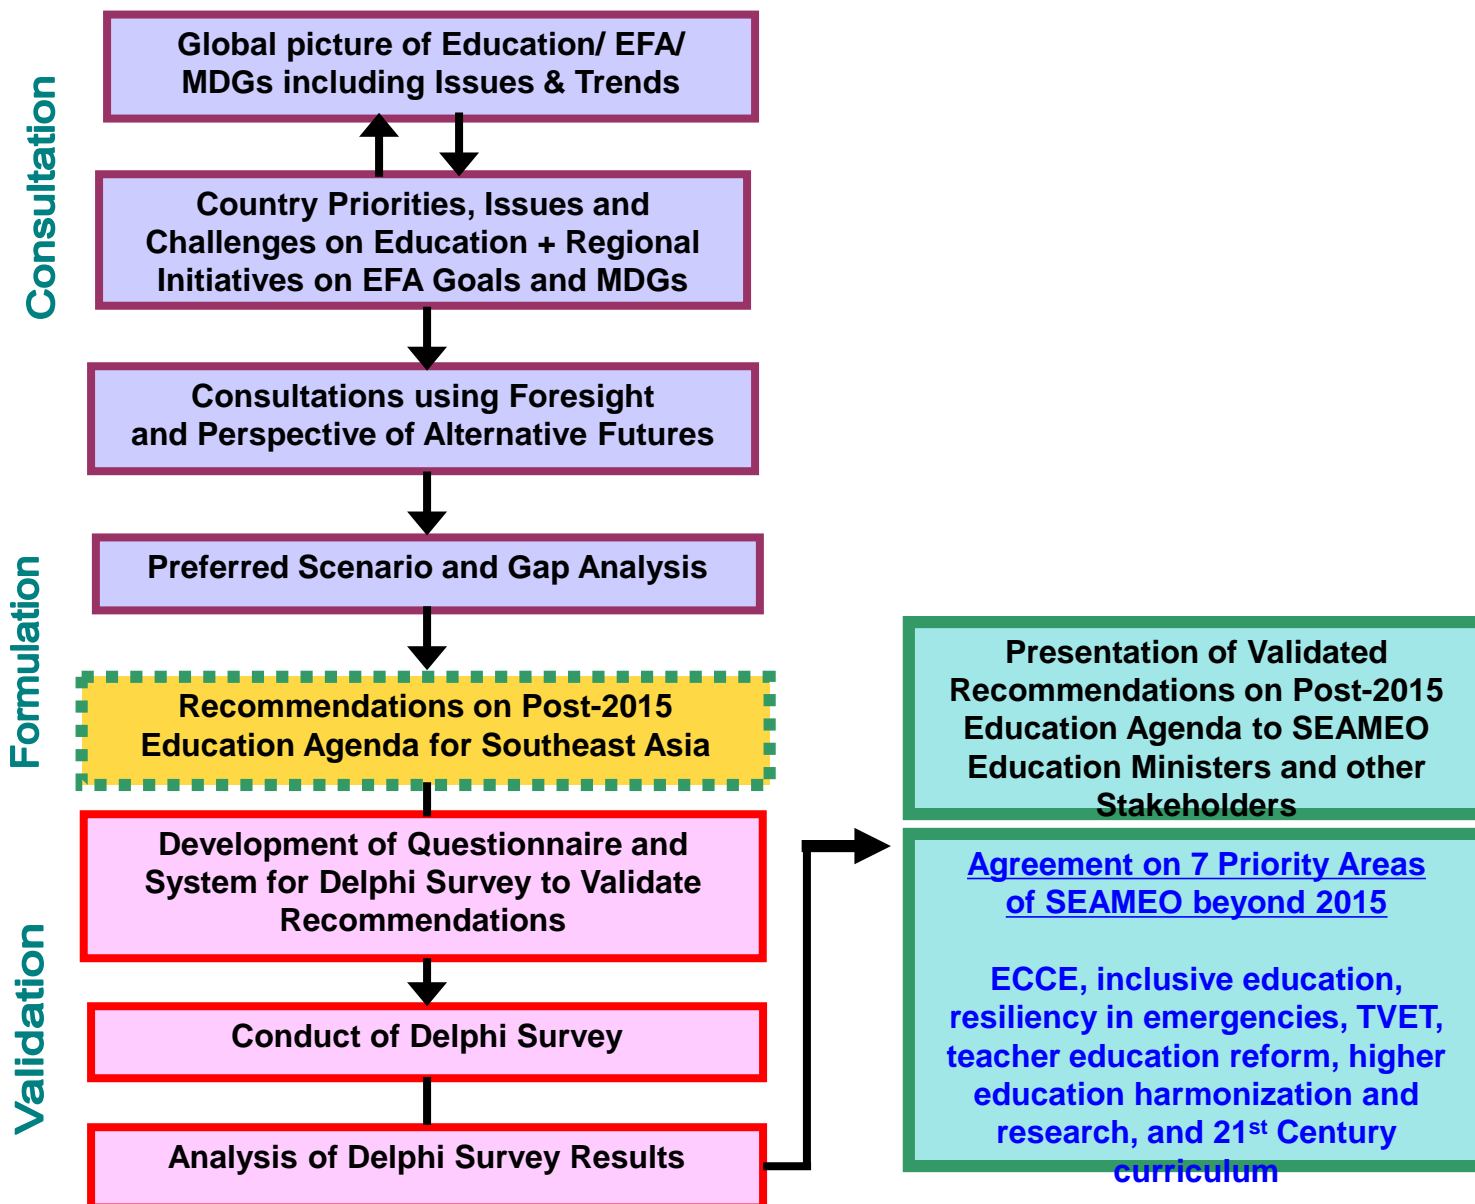 Consultation
Global picture of Education/ EFA/
MDGs including Issues & Trends
Country Priorities, Issues and
Challenges on Education + Regional
Initiatives on EFA Goals and MDGs
Consultations using Foresight
and Perspective of Alternative Futures
Formulation
Preferred Scenario and Gap Analysis
Recommendations on Post-2015
Education Agenda for Southeast Asia
Validation
Development of Questionnaire and
System for Delphi Survey to Validate
Recommendations
Conduct of Delphi Survey
Analysis of Delphi Survey Results
Presentation of Validated
Recommendations on Post-2015
Education Agenda to SEAMEO
Education Ministers and other
Stakeholders
Agreement on 7 Priority Areas
of SEAMEO beyond 2015
ECCE, inclusive education,
resiliency in emergencies, TVET,
teacher education reform, higher
education harmonization and
research, and 21st Century
curriculum